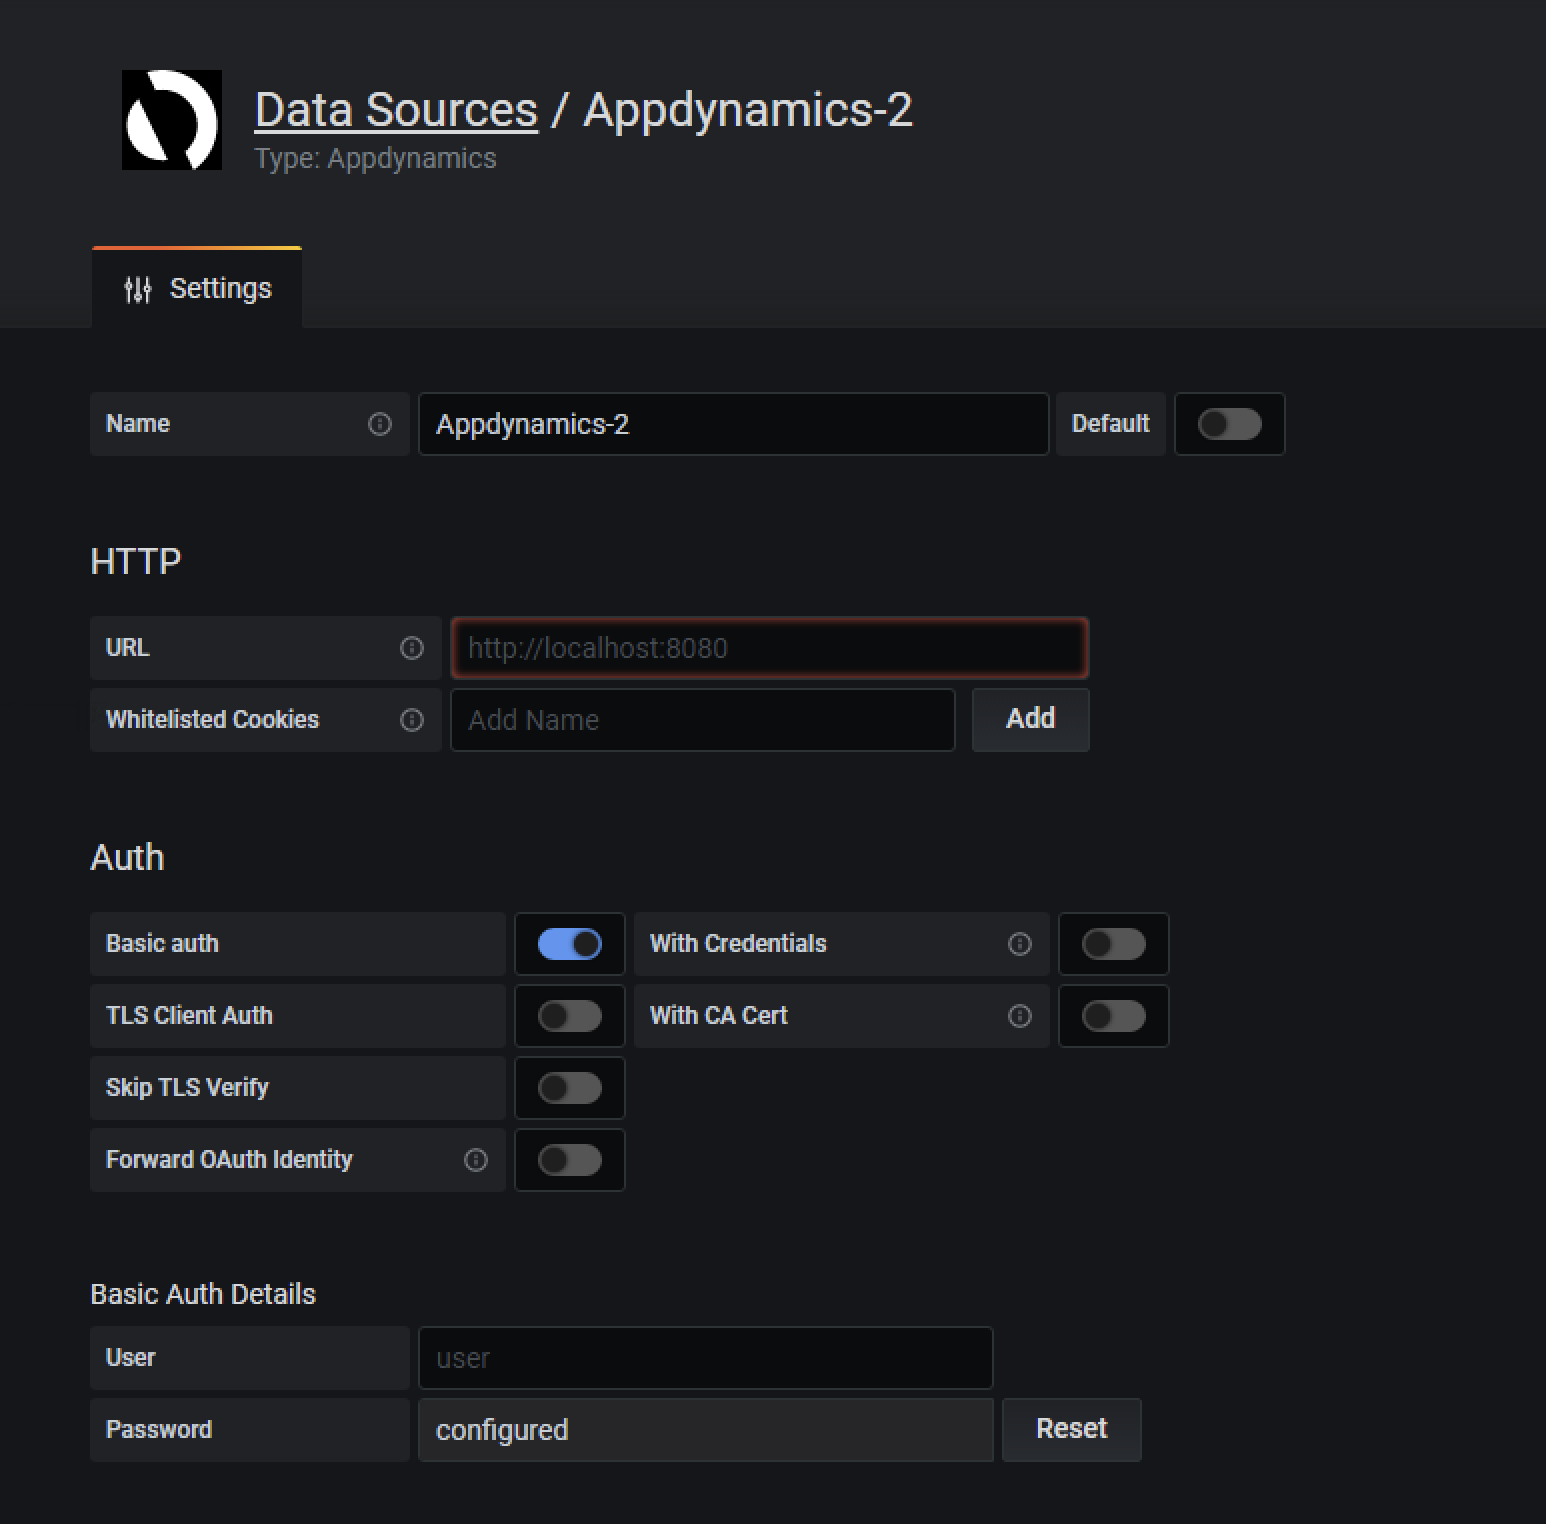 Data Sources / Appdynamics-2
Type: Appdynamics
Settings
Name Appdynamics-2 Default
HTTP
URL http://localhost:8080
Whitelisted Cookies Add Name Add
Auth
Basic auth With Credentials
TLS Client Auth With CA Cert
Skip TLS Verify
Forward OAuth Identity
Basic Auth Details
User user
Password configured Reset